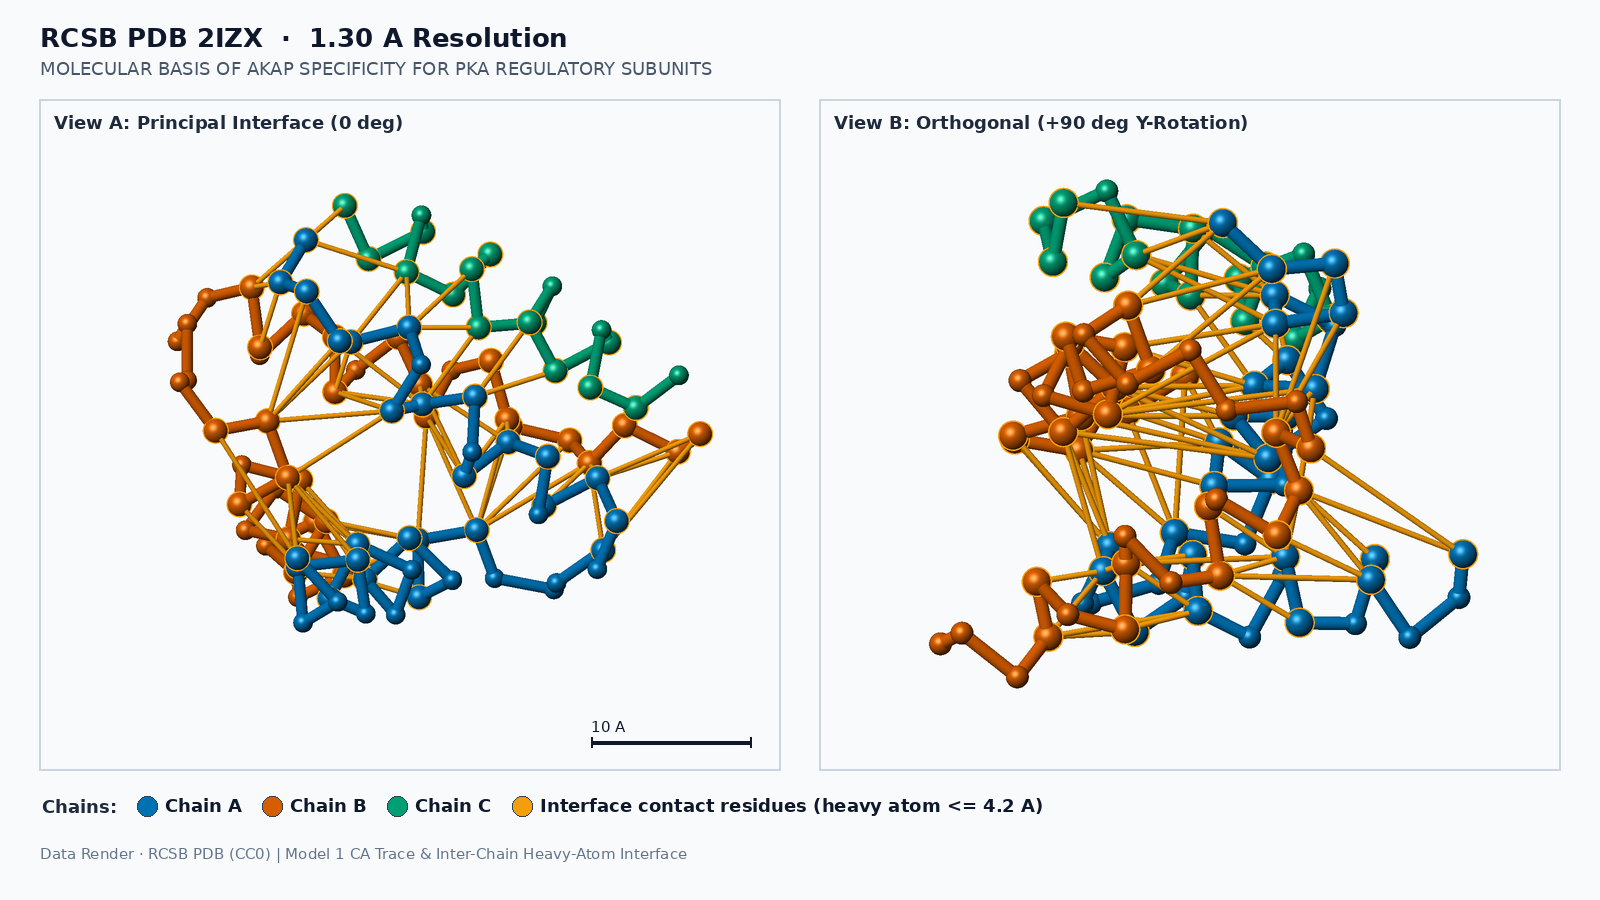 RCSB PDB 2IZX · 1.30 A Resolution
MOLECULAR BASIS OF AKAP SPECIFICITY FOR PKA REGULATORY SUBUNITS
View A: Principal Interface (0 deg)
View B: Orthogonal (+90 deg Y-Rotation)
10 A
Chains: Chain A Chain B Chain C Interface contact residues (heavy atom <= 4.2 A)
Data Render · RCSB PDB (CC0) | Model 1 CA Trace & Inter-Chain Heavy-Atom Interface